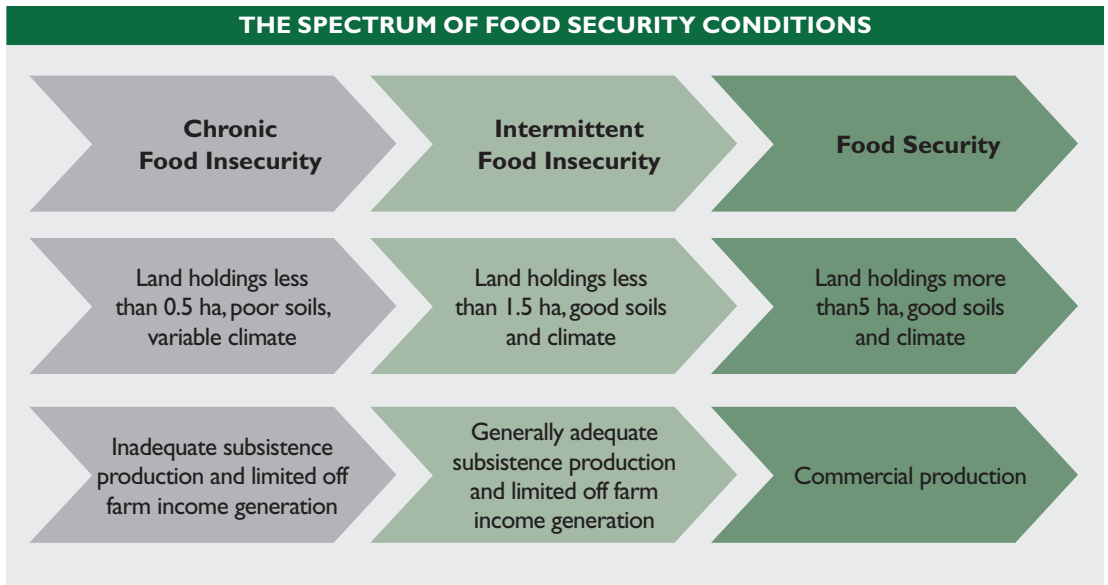 THE SPECTRUM OF FOOD SECURITY CONDITIONS
Chronic
Food Insecurity
Intermittent
Food Insecurity
Food Security
Land holdings less
than 0.5 ha, poor soils,
variable climate
Land holdings less
than 1.5 ha, good soils
and climate
Land holdings more
than5 ha, good soils
and climate
Inadequate subsistence
production and limited off
farm income generation
Generally adequate
subsistence production
and limited off farm
income generation
Commercial production